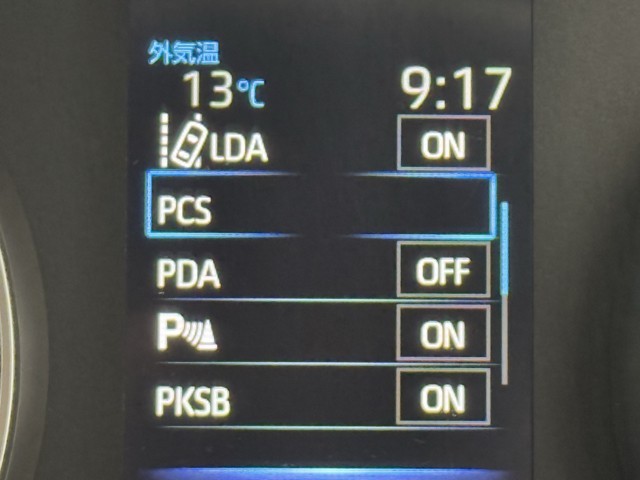 外気温
13℃ 9:17
LDA ON
PCS
PDA OFF
P ON
PKSB ON